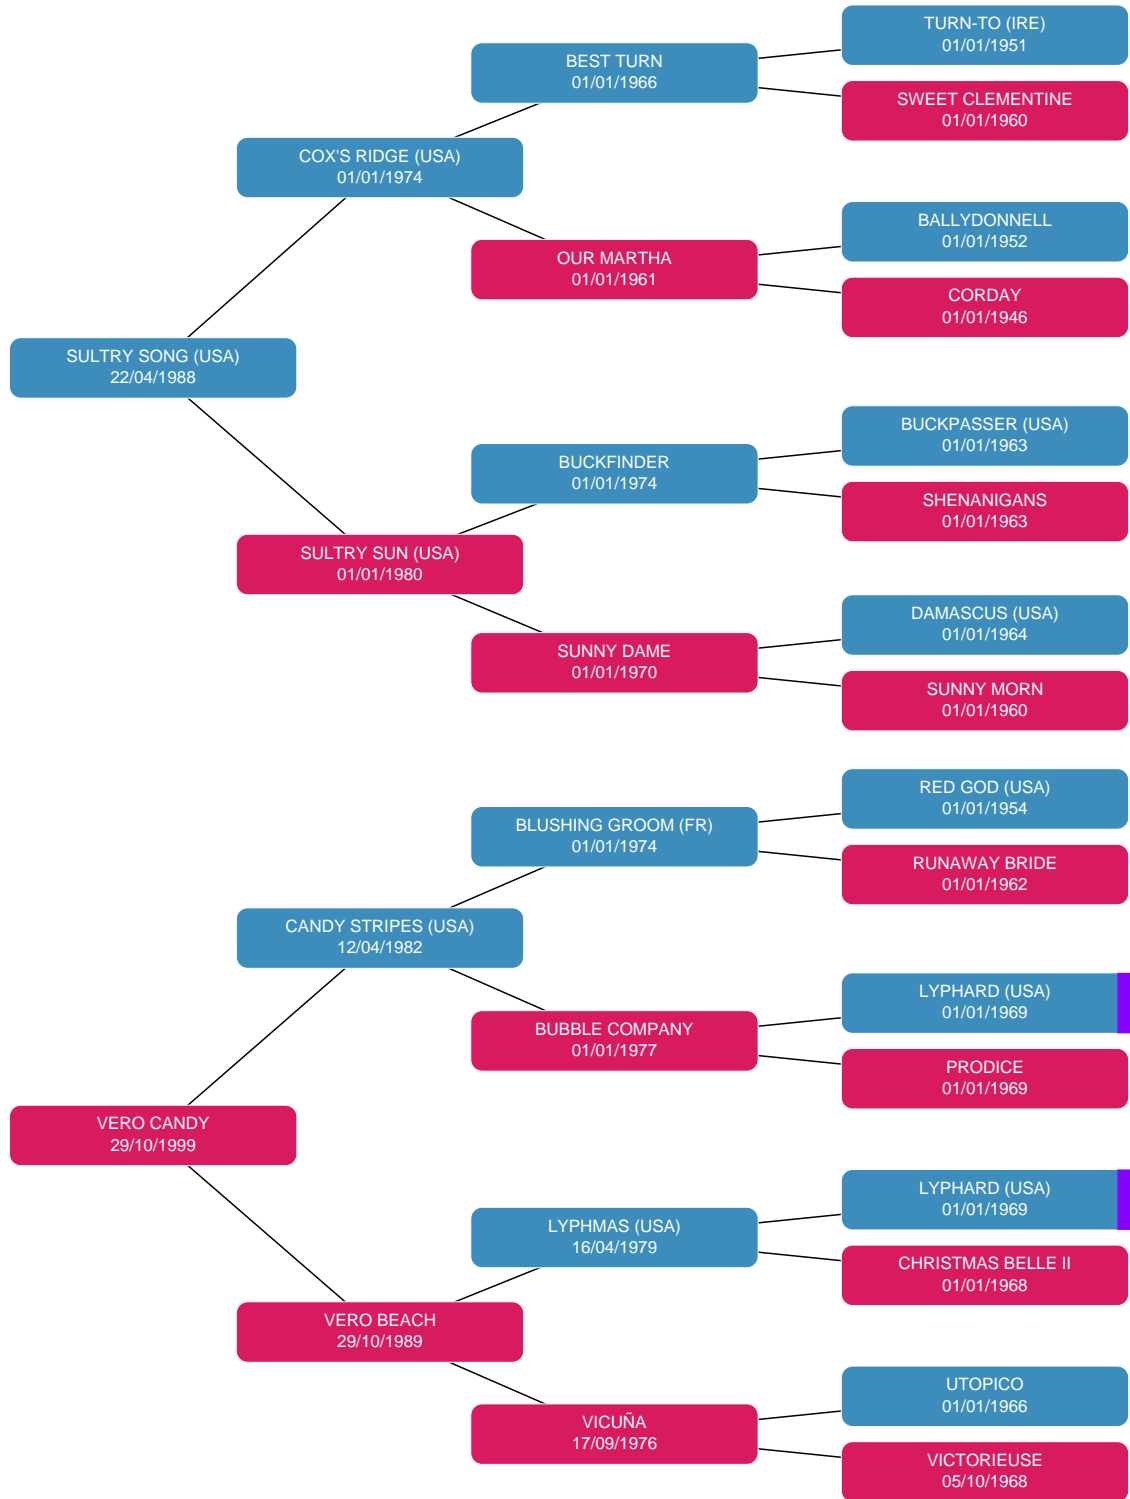 TURN-TO (IRE)
01/01/1951
BEST TURN
01/01/1966
SWEET CLEMENTINE
01/01/1960
COX'S RIDGE (USA)
01/01/1974
BALLYDONNELL
01/01/1952
OUR MARTHA
01/01/1961
CORDAY
01/01/1946
SULTRY SONG (USA)
22/04/1988
BUCKPASSER (USA)
01/01/1963
BUCKFINDER
01/01/1974
SHENANIGANS
01/01/1963
SULTRY SUN (USA)
01/01/1980
DAMASCUS (USA)
01/01/1964
SUNNY DAME
01/01/1970
SUNNY MORN
01/01/1960
RED GOD (USA)
01/01/1954
BLUSHING GROOM (FR)
01/01/1974
RUNAWAY BRIDE
01/01/1962
CANDY STRIPES (USA)
12/04/1982
LYPHARD (USA)
01/01/1969
BUBBLE COMPANY
01/01/1977
PRODICE
01/01/1969
VERO CANDY
29/10/1999
LYPHARD (USA)
01/01/1969
LYPHMAS (USA)
16/04/1979
CHRISTMAS BELLE II
01/01/1968
VERO BEACH
29/10/1989
UTOPICO
01/01/1966
VICUÑA
17/09/1976
VICTORIEUSE
05/10/1968